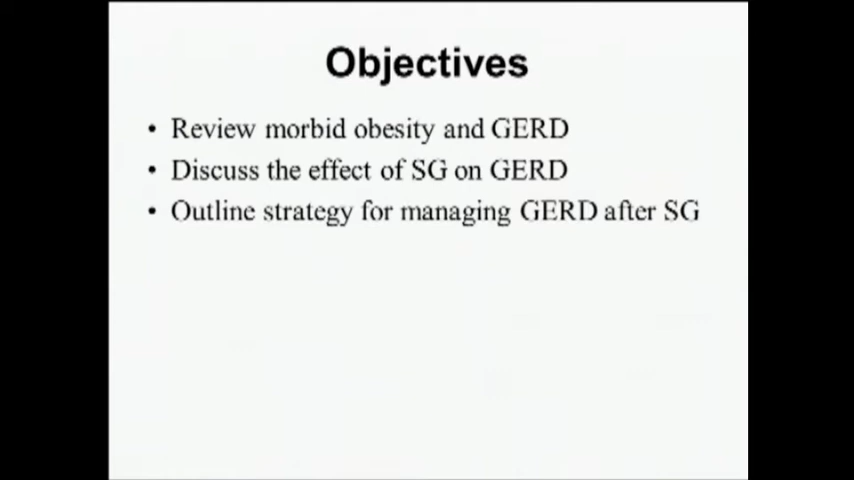 Objectives
• Review morbid obesity and GERD
• Discuss the effect of SG on GERD
• Outline strategy for managing GERD after SG